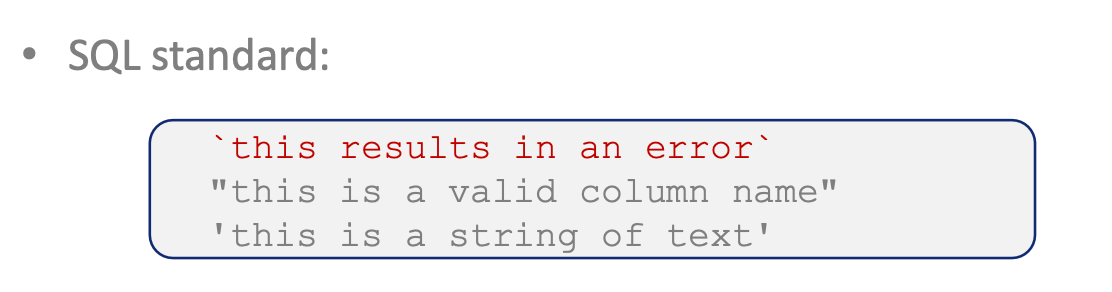 • SQL standard:
`this results in an error`
"this is a valid column name"
'this is a string of text'